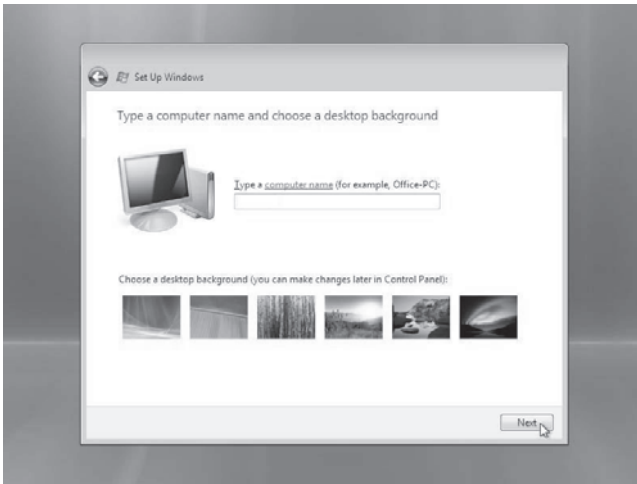 Set Up Windows
Type a computer name and choose a desktop background
Type a computer name (for example, Office-PC):
Choose a desktop background (you can make changes later in Control Panel):
Next